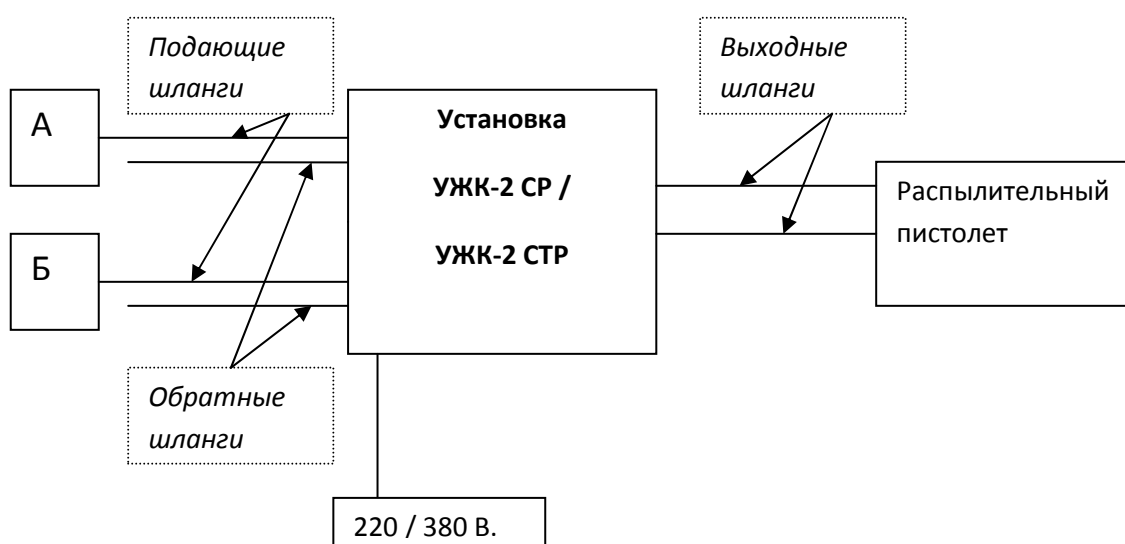 Подающие
шланги
Выходные
шланги
А
Установка
УЖК-2 СР /
УЖК-2 СТР
Распылительный
пистолет
Б
Обратные
шланги
220 / 380 В.